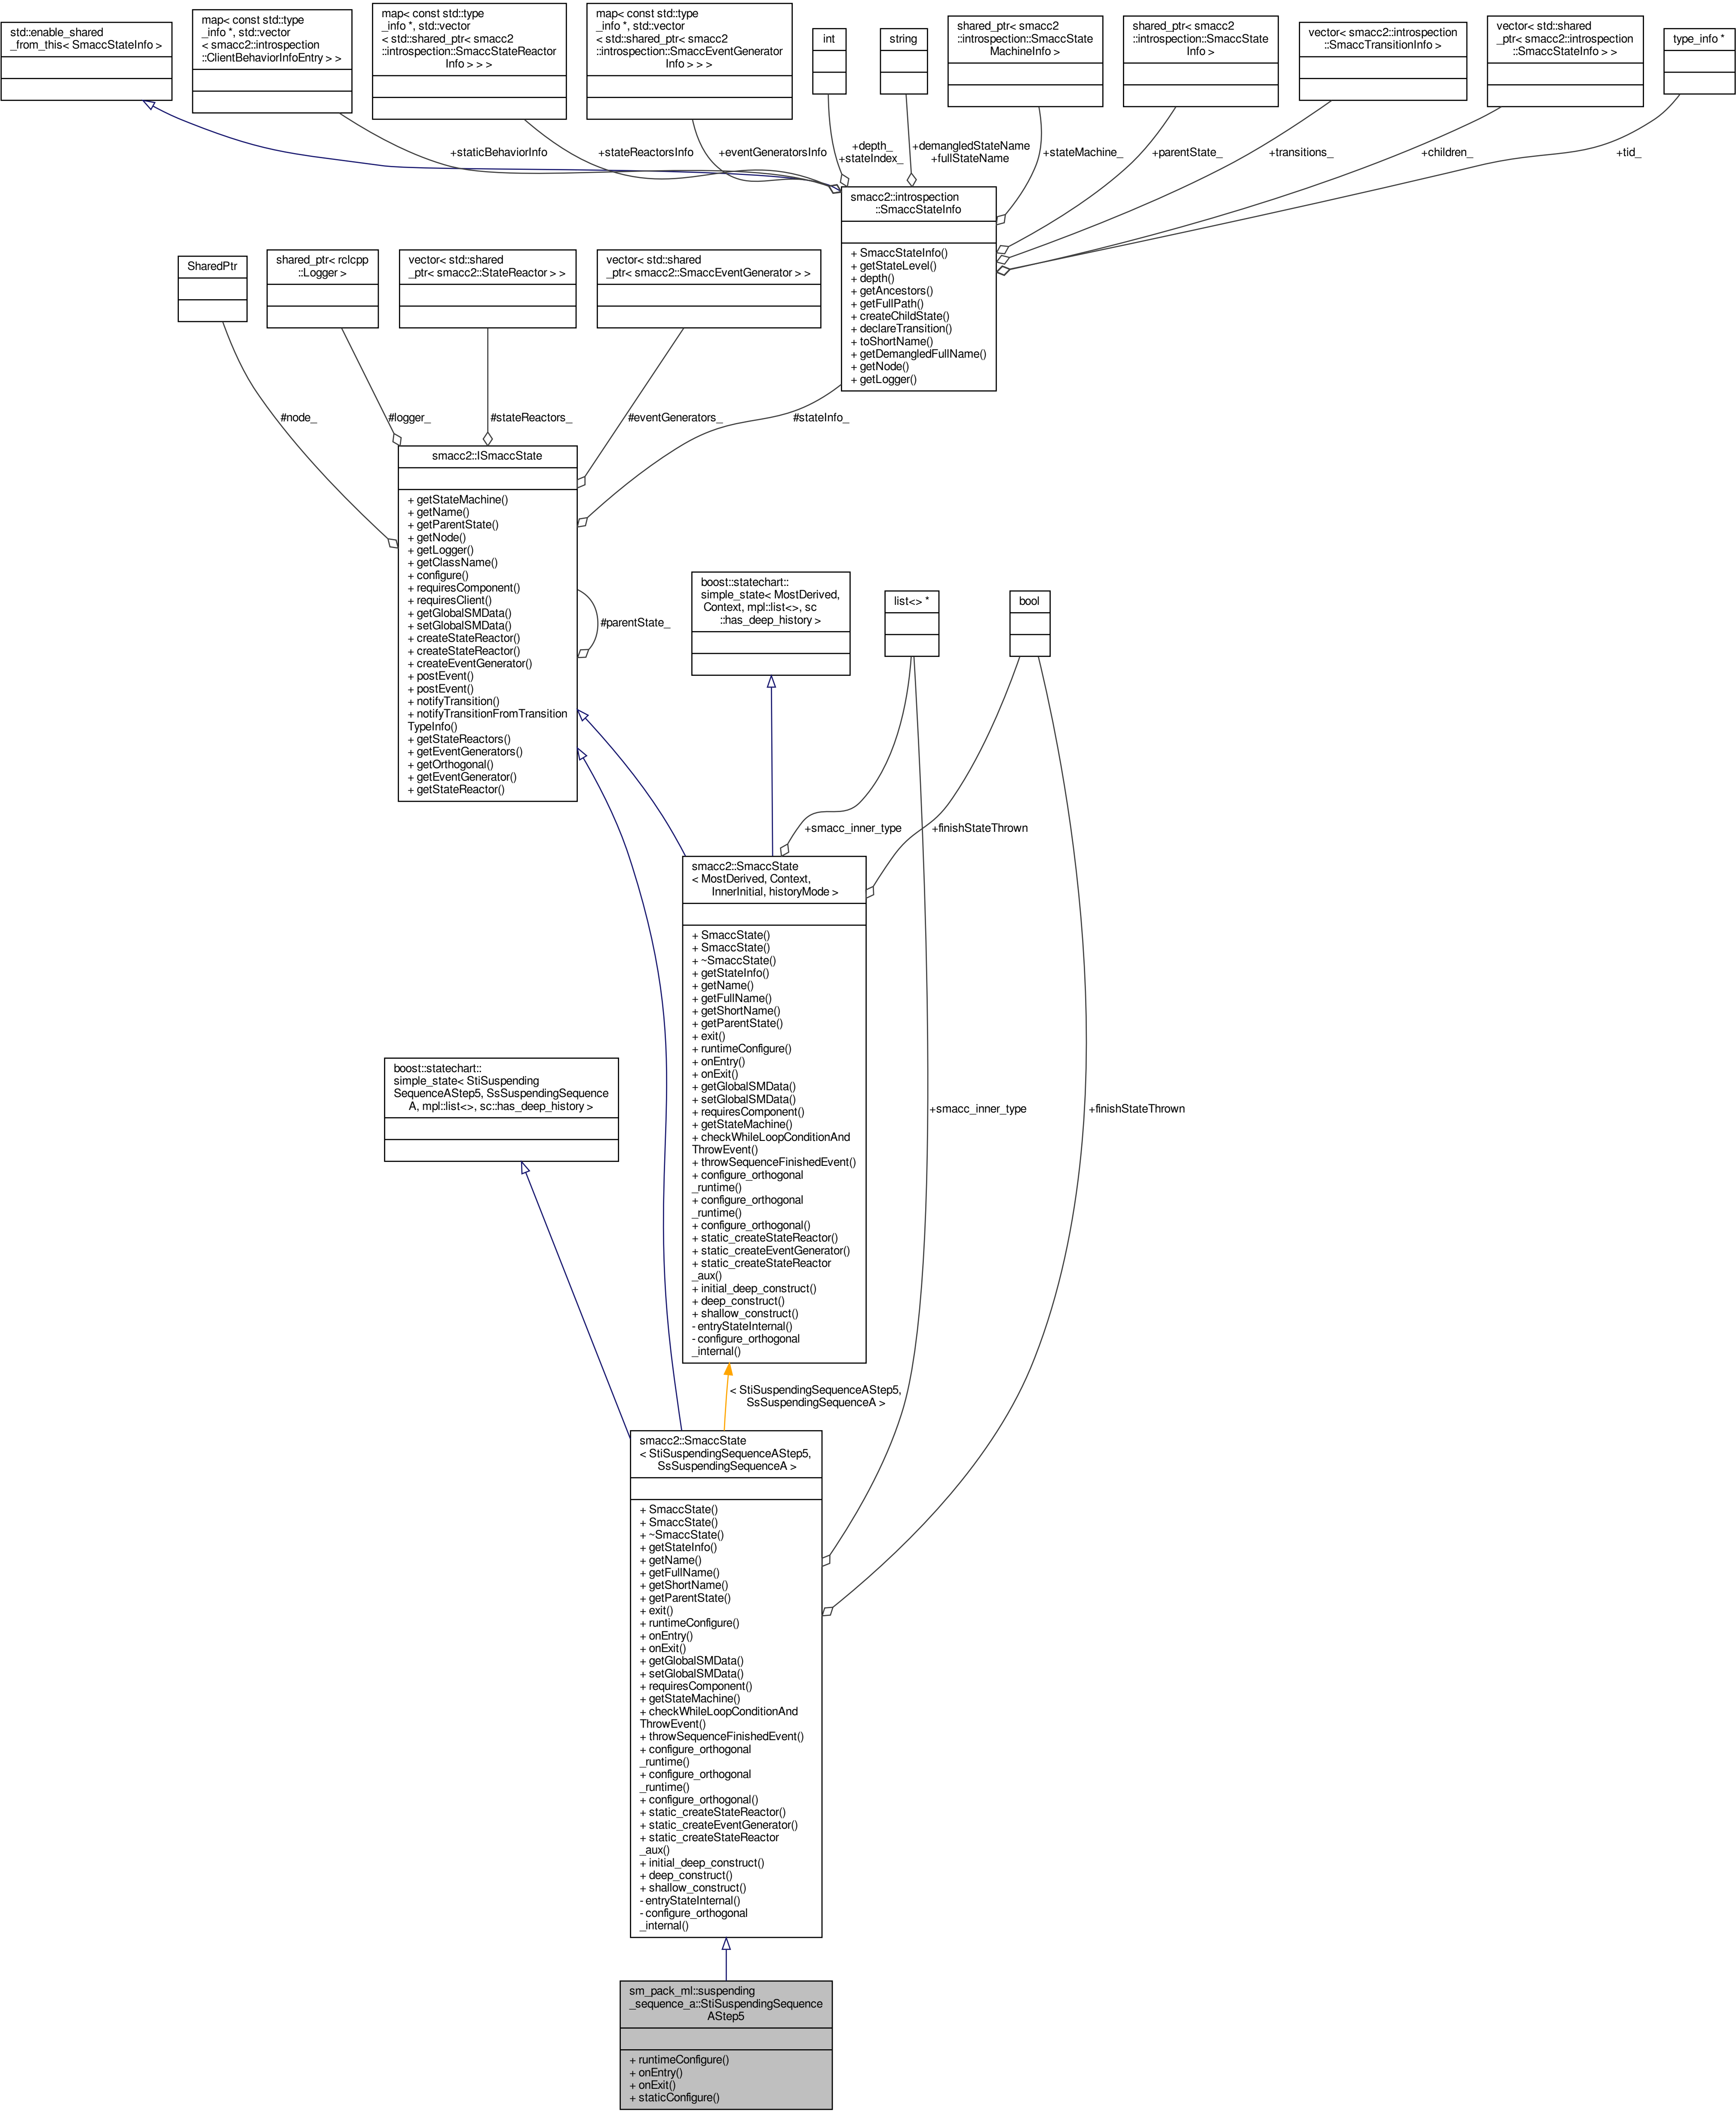 std::enable_shared
_from_this< SmaccStateInfo >
map< const std::type
_info *, std::vector
< smacc2::introspection
::ClientBehaviorInfoEntry > >
map< const std::type
_info *, std::vector
< std::shared_ptr< smacc2
::introspection::SmaccStateReactor
Info > > >
map< const std::type
_info *, std::vector
< std::shared_ptr< smacc2
::introspection::SmaccEventGenerator
Info > > >
int
string
shared_ptr< smacc2
::introspection::SmaccState
MachineInfo >
shared_ptr< smacc2
::introspection::SmaccState
Info >
vector< smacc2::introspection
::SmaccTransitionInfo >
vector< std::shared
_ptr< smacc2::introspection
::SmaccStateInfo > >
type_info *
+staticBehaviorInfo
+stateReactorsInfo
+eventGeneratorsInfo
+depth_
+stateIndex_
+demangledStateName
+fullStateName
+stateMachine_
+parentState_
+transitions_
+children_
+tid_
smacc2::introspection
::SmaccStateInfo
+ SmaccStateInfo()
+ getStateLevel()
+ depth()
+ getAncestors()
+ getFullPath()
+ createChildState()
+ declareTransition()
+ toShortName()
+ getDemangledFullName()
+ getNode()
+ getLogger()
SharedPtr
shared_ptr< rclcpp
::Logger >
vector< std::shared
_ptr< smacc2::StateReactor > >
vector< std::shared
_ptr< smacc2::SmaccEventGenerator > >
#node_
#logger_
#stateReactors_
#eventGenerators_
#stateInfo_
smacc2::ISmaccState
+ getStateMachine()
+ getName()
+ getParentState()
+ getNode()
+ getLogger()
+ getClassName()
+ configure()
+ requiresComponent()
+ requiresClient()
+ getGlobalSMData()
+ setGlobalSMData()
+ createStateReactor()
+ createStateReactor()
+ createEventGenerator()
+ postEvent()
+ postEvent()
+ notifyTransition()
+ notifyTransitionFromTransition
TypeInfo()
+ getStateReactors()
+ getEventGenerators()
+ getOrthogonal()
+ getEventGenerator()
+ getStateReactor()
#parentState_
boost::statechart::
simple_state< MostDerived,
Context, mpl::list<>, sc
::has_deep_history >
list<> *
bool
+smacc_inner_type
+finishStateThrown
smacc2::SmaccState
< MostDerived, Context,
InnerInitial, historyMode >
+ SmaccState()
+ SmaccState()
+ ~SmaccState()
+ getStateInfo()
+ getName()
+ getFullName()
+ getShortName()
+ getParentState()
+ exit()
+ runtimeConfigure()
+ onEntry()
+ onExit()
+ getGlobalSMData()
+ setGlobalSMData()
+ requiresComponent()
+ getStateMachine()
+ checkWhileLoopConditionAnd
ThrowEvent()
+ throwSequenceFinishedEvent()
+ configure_orthogonal
_runtime()
+ configure_orthogonal
_runtime()
+ configure_orthogonal()
+ static_createStateReactor()
+ static_createEventGenerator()
+ static_createStateReactor
_aux()
+ initial_deep_construct()
+ deep_construct()
+ shallow_construct()
- entryStateInternal()
- configure_orthogonal
_internal()
+smacc_inner_type
+finishStateThrown
boost::statechart::
simple_state< StiSuspending
SequenceAStep5, SsSuspendingSequence
A, mpl::list<>, sc::has_deep_history >
< StiSuspendingSequenceAStep5,
SsSuspendingSequenceA >
smacc2::SmaccState
< StiSuspendingSequenceAStep5,
SsSuspendingSequenceA >
+ SmaccState()
+ SmaccState()
+ ~SmaccState()
+ getStateInfo()
+ getName()
+ getFullName()
+ getShortName()
+ getParentState()
+ exit()
+ runtimeConfigure()
+ onEntry()
+ onExit()
+ getGlobalSMData()
+ setGlobalSMData()
+ requiresComponent()
+ getStateMachine()
+ checkWhileLoopConditionAnd
ThrowEvent()
+ throwSequenceFinishedEvent()
+ configure_orthogonal
_runtime()
+ configure_orthogonal
_runtime()
+ configure_orthogonal()
+ static_createStateReactor()
+ static_createEventGenerator()
+ static_createStateReactor
_aux()
+ initial_deep_construct()
+ deep_construct()
+ shallow_construct()
- entryStateInternal()
- configure_orthogonal
_internal()
sm_pack_ml::suspending
_sequence_a::StiSuspendingSequence
AStep5
+ runtimeConfigure()
+ onEntry()
+ onExit()
+ staticConfigure()